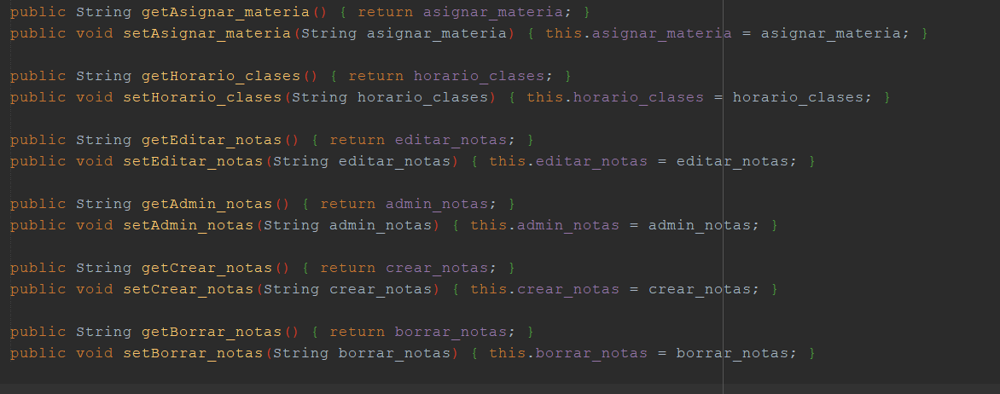 public String getAsignar_materia() { return asignar_materia; }
public void setAsignar_materia(String asignar_materia) { this.asignar_materia = asignar_materia; }
public String getHorario_clases() { return horario_clases; }
public void setHorario_clases(String horario_clases) { this.horario_clases = horario_clases; }
public String getEditar_notas() { return editar_notas; }
public void setEditar_notas(String editar_notas) { this.editar_notas = editar_notas; }
public String getAdmin_notas() { return admin_notas; }
public void setAdmin_notas(String admin_notas) { this.admin_notas = admin_notas; }
public String getCrear_notas() { return crear_notas; }
public void setCrear_notas(String crear_notas) { this.crear_notas = crear_notas; }
public String getBorrar_notas() { return borrar_notas; }
public void setBorrar_notas(String borrar_notas) { this.borrar_notas = borrar_notas; }